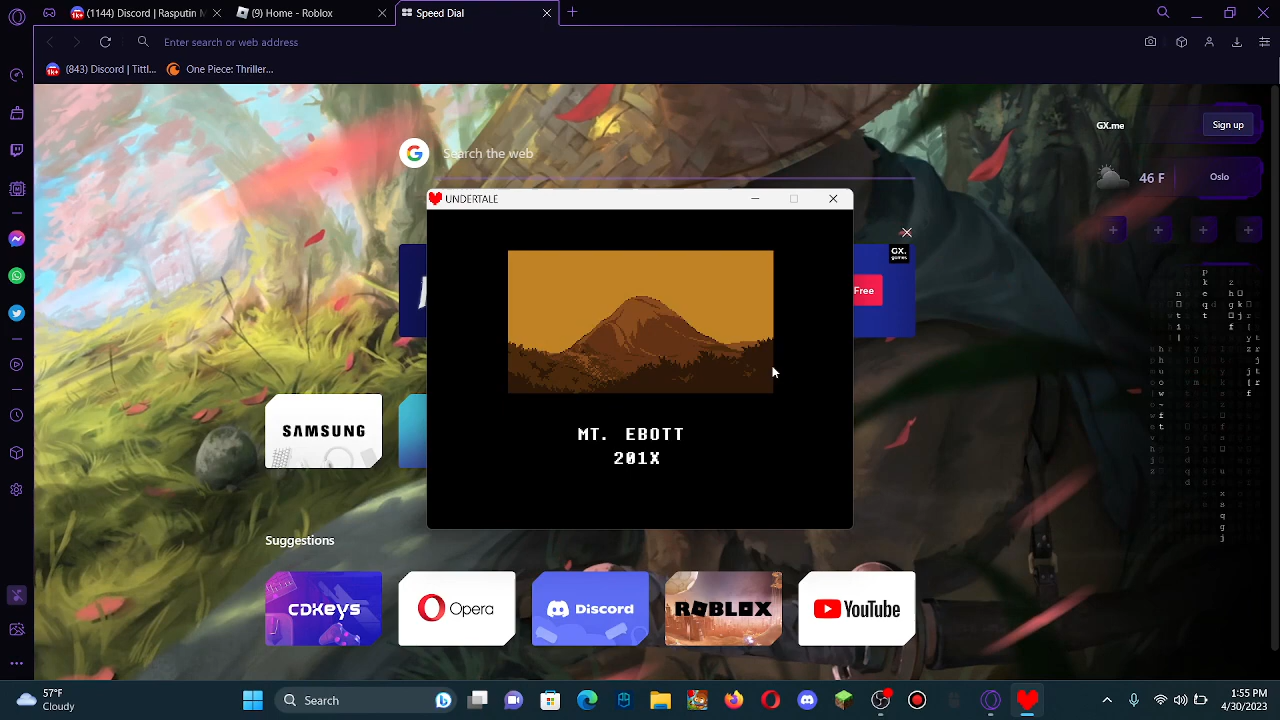 (1144) Discord | Rasputin M
(9) Home - Roblox
Speed Dial
Enter search or web address
(843) Discord | Tittl...
One Piece: Thriller...
GX.me
Sign up
Search the web
46 F
Oslo
UNDERTALE
GX.
games
Free
MT. EBOTT
201X
SAMSUNG
Suggestions
CDKeys
Opera
Discord
ROBLOX
YouTube
57°F
Cloudy
Search
1:55 PM
4/30/2023